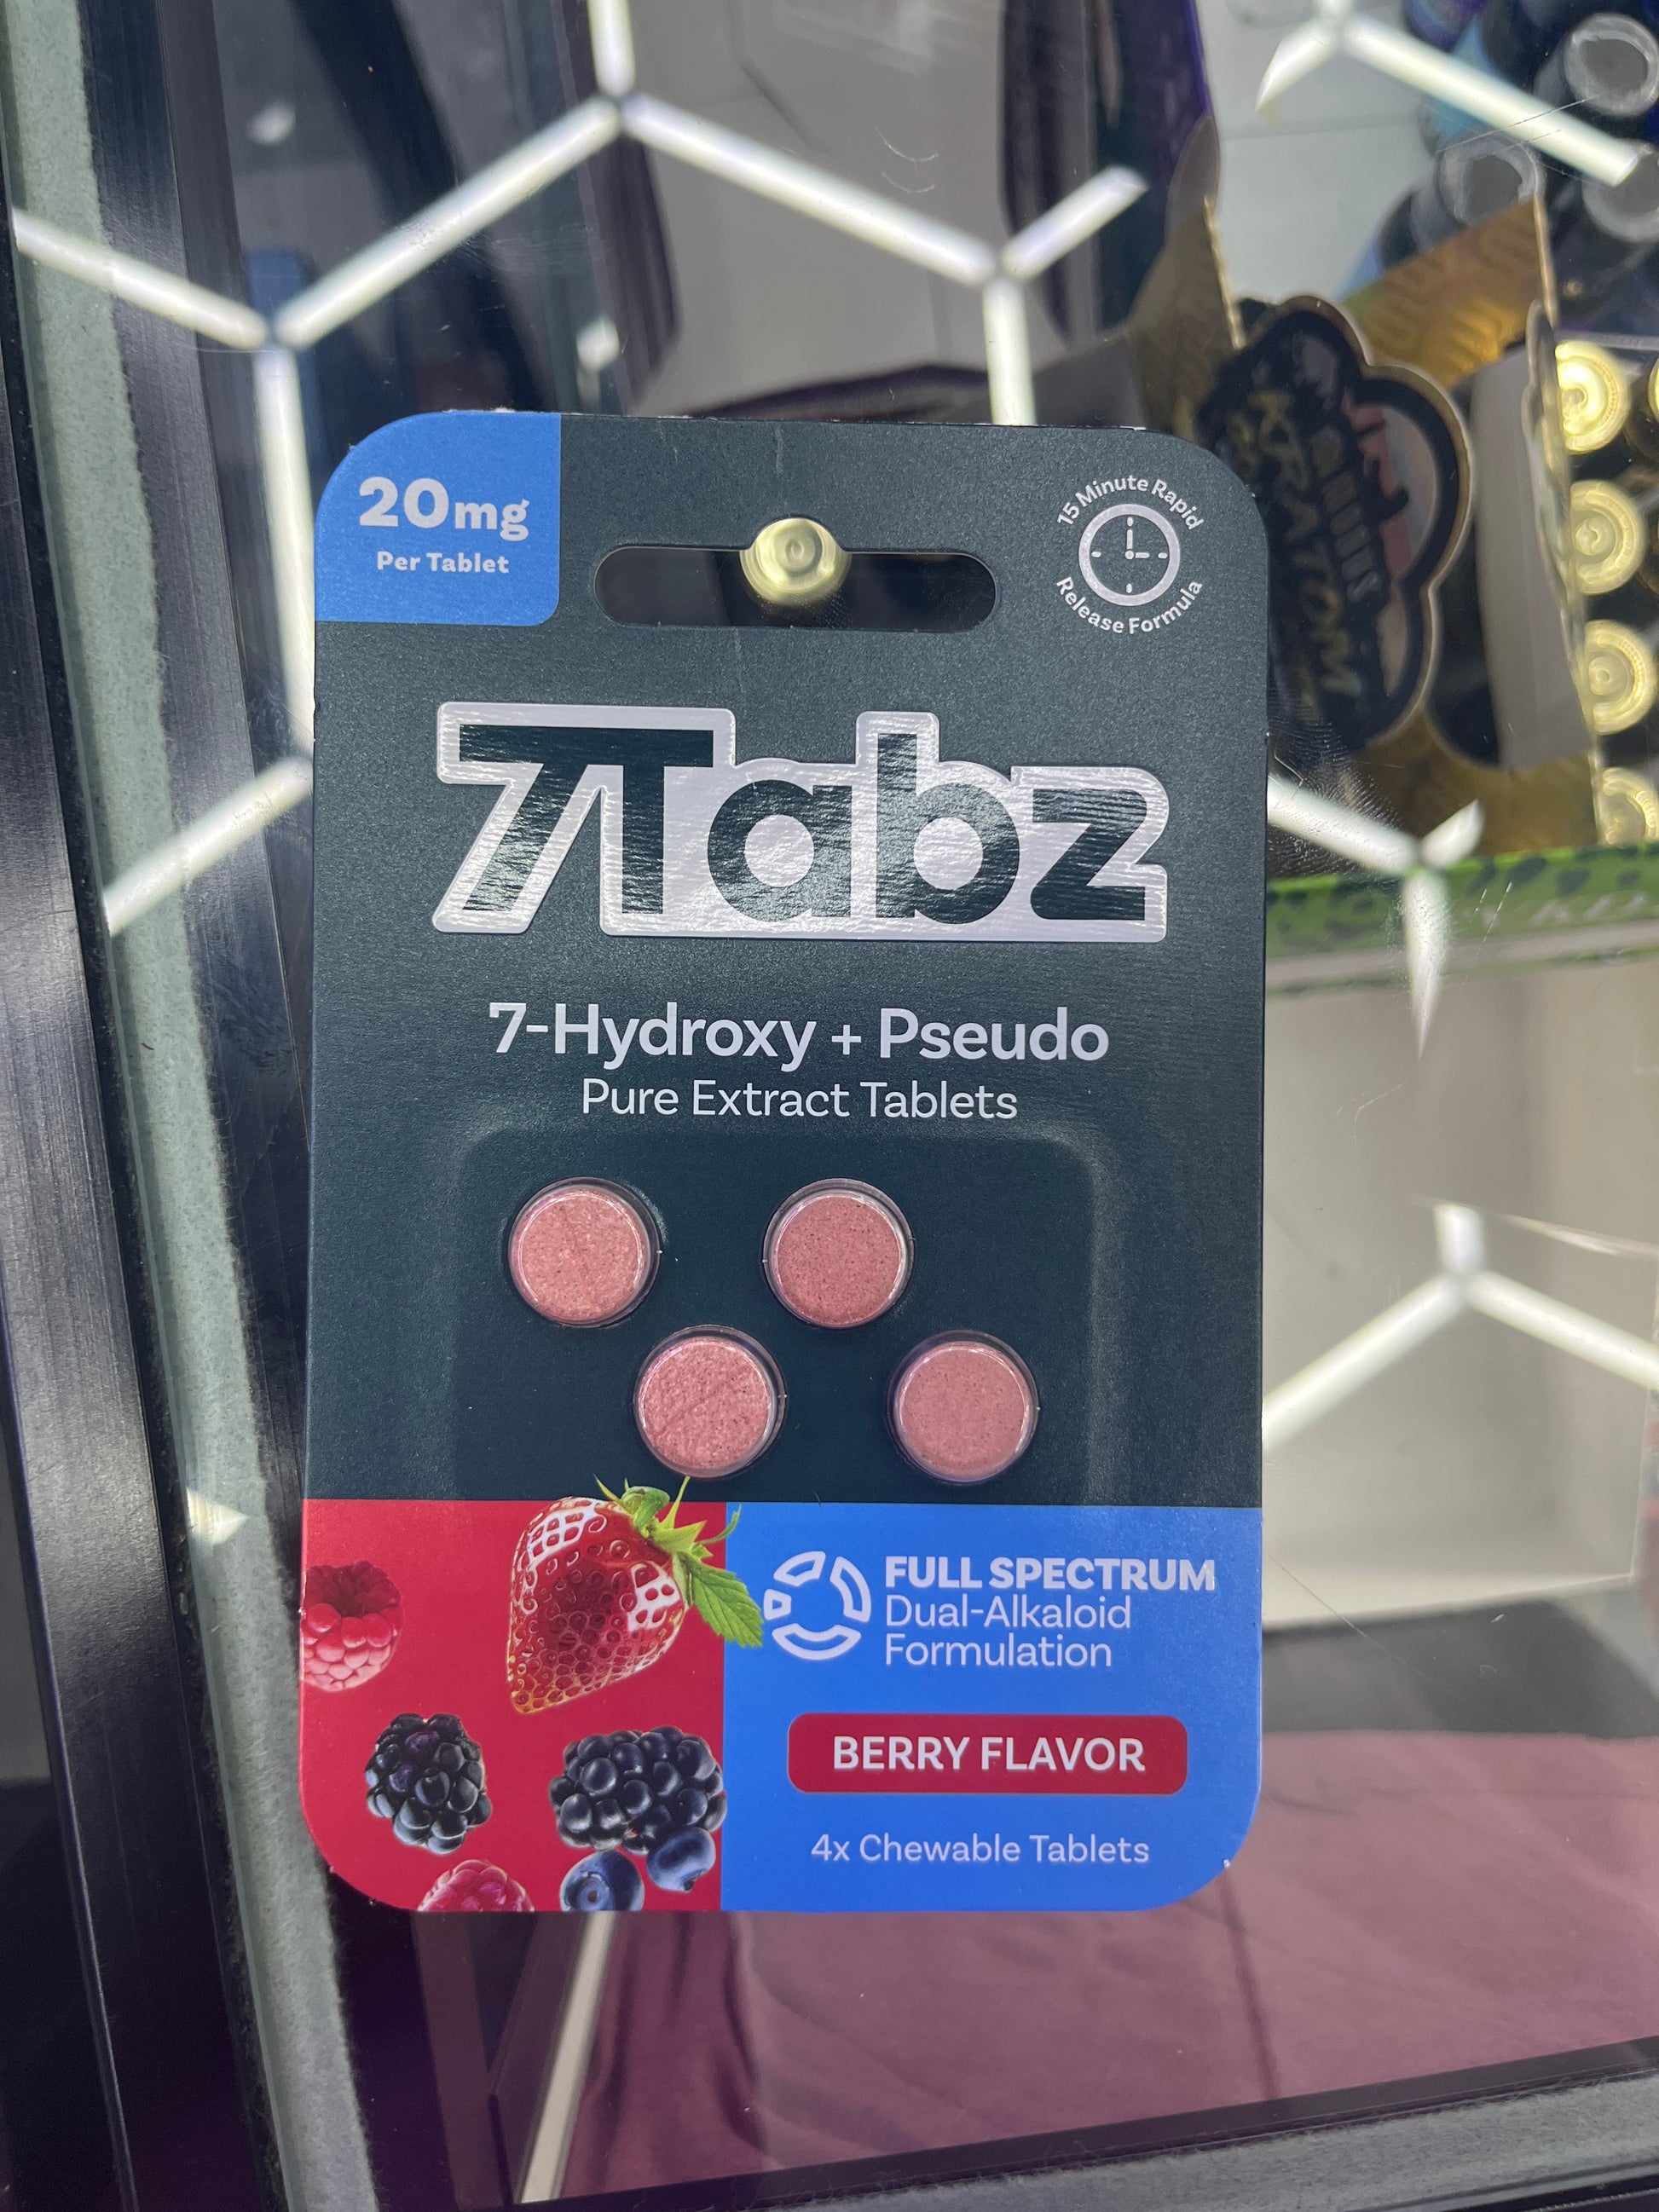 20mg
Per Tablet
15 Minute Rapid
Release Formula
7Tabz
7-Hydroxy + Pseudo
Pure Extract Tablets
FULL SPECTRUM
Dual-Alkaloid
Formulation
BERRY FLAVOR
4x Chewable Tablets
KRATOM